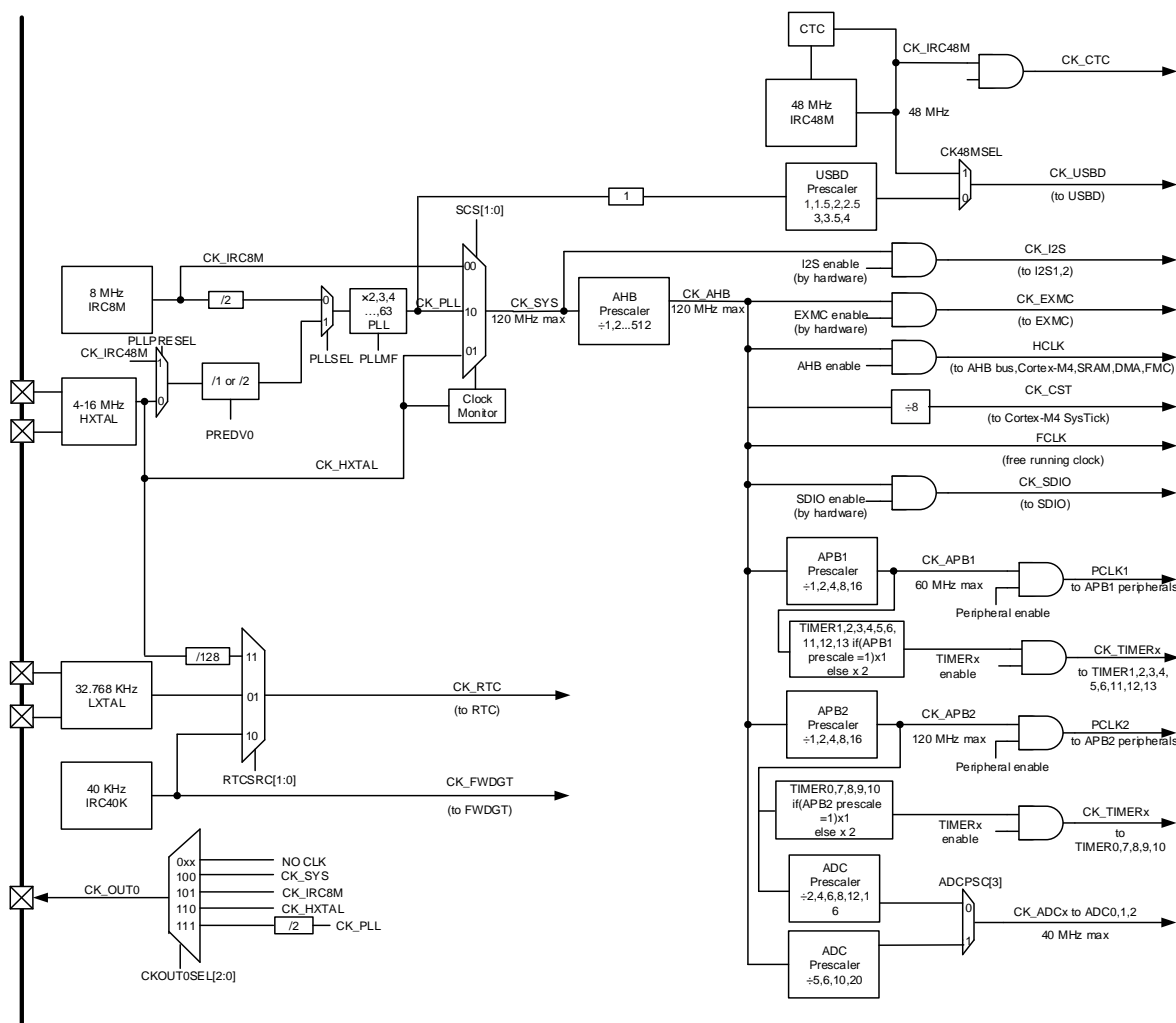 CTC
CK_IRC48M
CK_CTC
48 MHz
IRC48M
48 MHz
CK48MSEL
USBD
Prescaler
1,1.5,2,2.5
3,3.5,4
1
0
CK_USBD
(to USBD)
1
SCS[1:0]
CK_IRC8M
00
10
01
8 MHz
IRC8M
/2
0
1
×2,3,4
...,63
PLL
CK_PLL
PLLSEL
PLLMF
CK_SYS
120 MHz max
AHB
Prescaler
÷1,2...512
CK_AHB
120 MHz max
I2S enable
(by hardware)
CK_I2S
(to I2S1,2)
EXMC enable
(by hardware)
CK_EXMC
(to EXMC)
AHB enable
HCLK
(to AHB bus,Cortex-M4,SRAM,DMA,FMC)
PLLPRESEL
CK_IRC48M
1
0
/1 or /2
PREDV0
4-16 MHz
HXTAL
Clock
Monitor
CK_HXTAL
÷8
CK_CST
(to Cortex-M4 SysTick)
FCLK
(free running clock)
SDIO enable
(by hardware)
CK_SDIO
(to SDIO)
APB1
Prescaler
÷1,2,4,8,16
CK_APB1
60 MHz max
Peripheral enable
PCLK1
to APB1 peripherals
TIMER1,2,3,4,5,6,
11,12,13 if(APB1
prescale =1)x1
else x 2
TIMERx
enable
CK_TIMERx
to TIMER1,2,3,4,
5,6,11,12,13
/128
11
01
10
32.768 KHz
LXTAL
CK_RTC
(to RTC)
RTCSRC[1:0]
40 KHz
IRC40K
CK_FWDGT
(to FWDGT)
APB2
Prescaler
÷1,2,4,8,16
CK_APB2
120 MHz max
Peripheral enable
PCLK2
to APB2 peripherals
TIMER0,7,8,9,10
if(APB2 prescale
=1)x1
else x 2
TIMERx
enable
CK_TIMERx
to
TIMER0,7,8,9,10
CK_OUT0
0xx
100
101
110
111
NO CLK
CK_SYS
CK_IRC8M
CK_HXTAL
/2
CK_PLL
CKOUT0SEL[2:0]
ADC
Prescaler
÷2,4,6,8,12,1
6
ADCPSC[3]
0
1
CK_ADCx to ADC0,1,2
40 MHz max
ADC
Prescaler
÷5,6,10,20